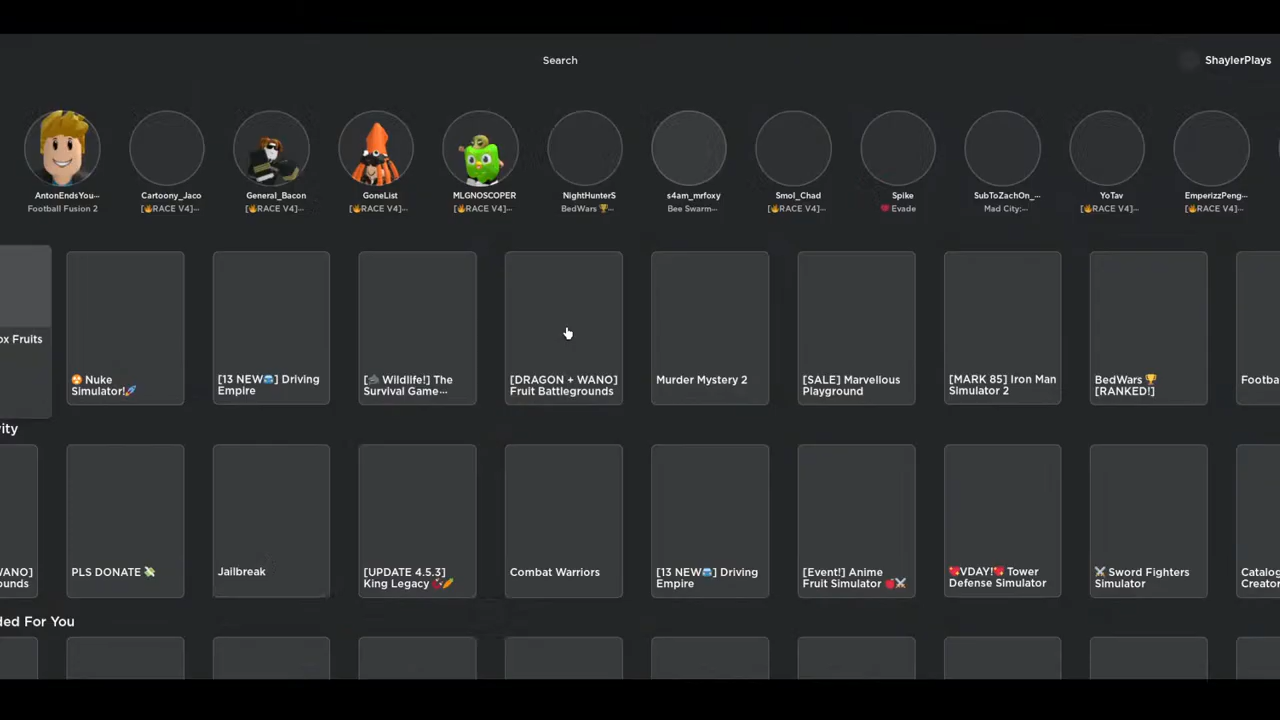 Search
ShaylerPlays
AntonEndsYou...
Cartoony_Jaco
General_Bacon
GoneList
MLGNOSCOPER
NightHunterS
s4am_mrfoxy
Smol_Chad
Spike
SubToZachOn_...
YoTav
EmperizzPeng...
Football Fusion 2
[🔥RACE V4]...
[🔥RACE V4]...
[🔥RACE V4]...
[🔥RACE V4]...
BedWars 🏆...
Bee Swarm...
[🔥RACE V4]...
Evade
Mad City:...
[🔥RACE V4]...
[🔥RACE V4]...
ox Fruits
Nuke
Simulator!🚀
[13 NEW🚘] Driving
Empire
[🪨 Wildlife!] The
Survival Game...
[DRAGON + WANO]
Fruit Battlegrounds
Murder Mystery 2
[SALE] Marvellous
Playground
[MARK 85] Iron Man
Simulator 2
BedWars 🏆
[RANKED!]
Footba
vity
WANO]
ounds
PLS DONATE 💸
Jailbreak
[UPDATE 4.5.3]
King Legacy
Combat Warriors
[13 NEW🚘] Driving
Empire
[Event!] Anime
Fruit Simulator 🍎⚔️
💘VDAY!💘 Tower
Defense Simulator
⚔️ Sword Fighters
Simulator
Catalog
Creator
ded For You